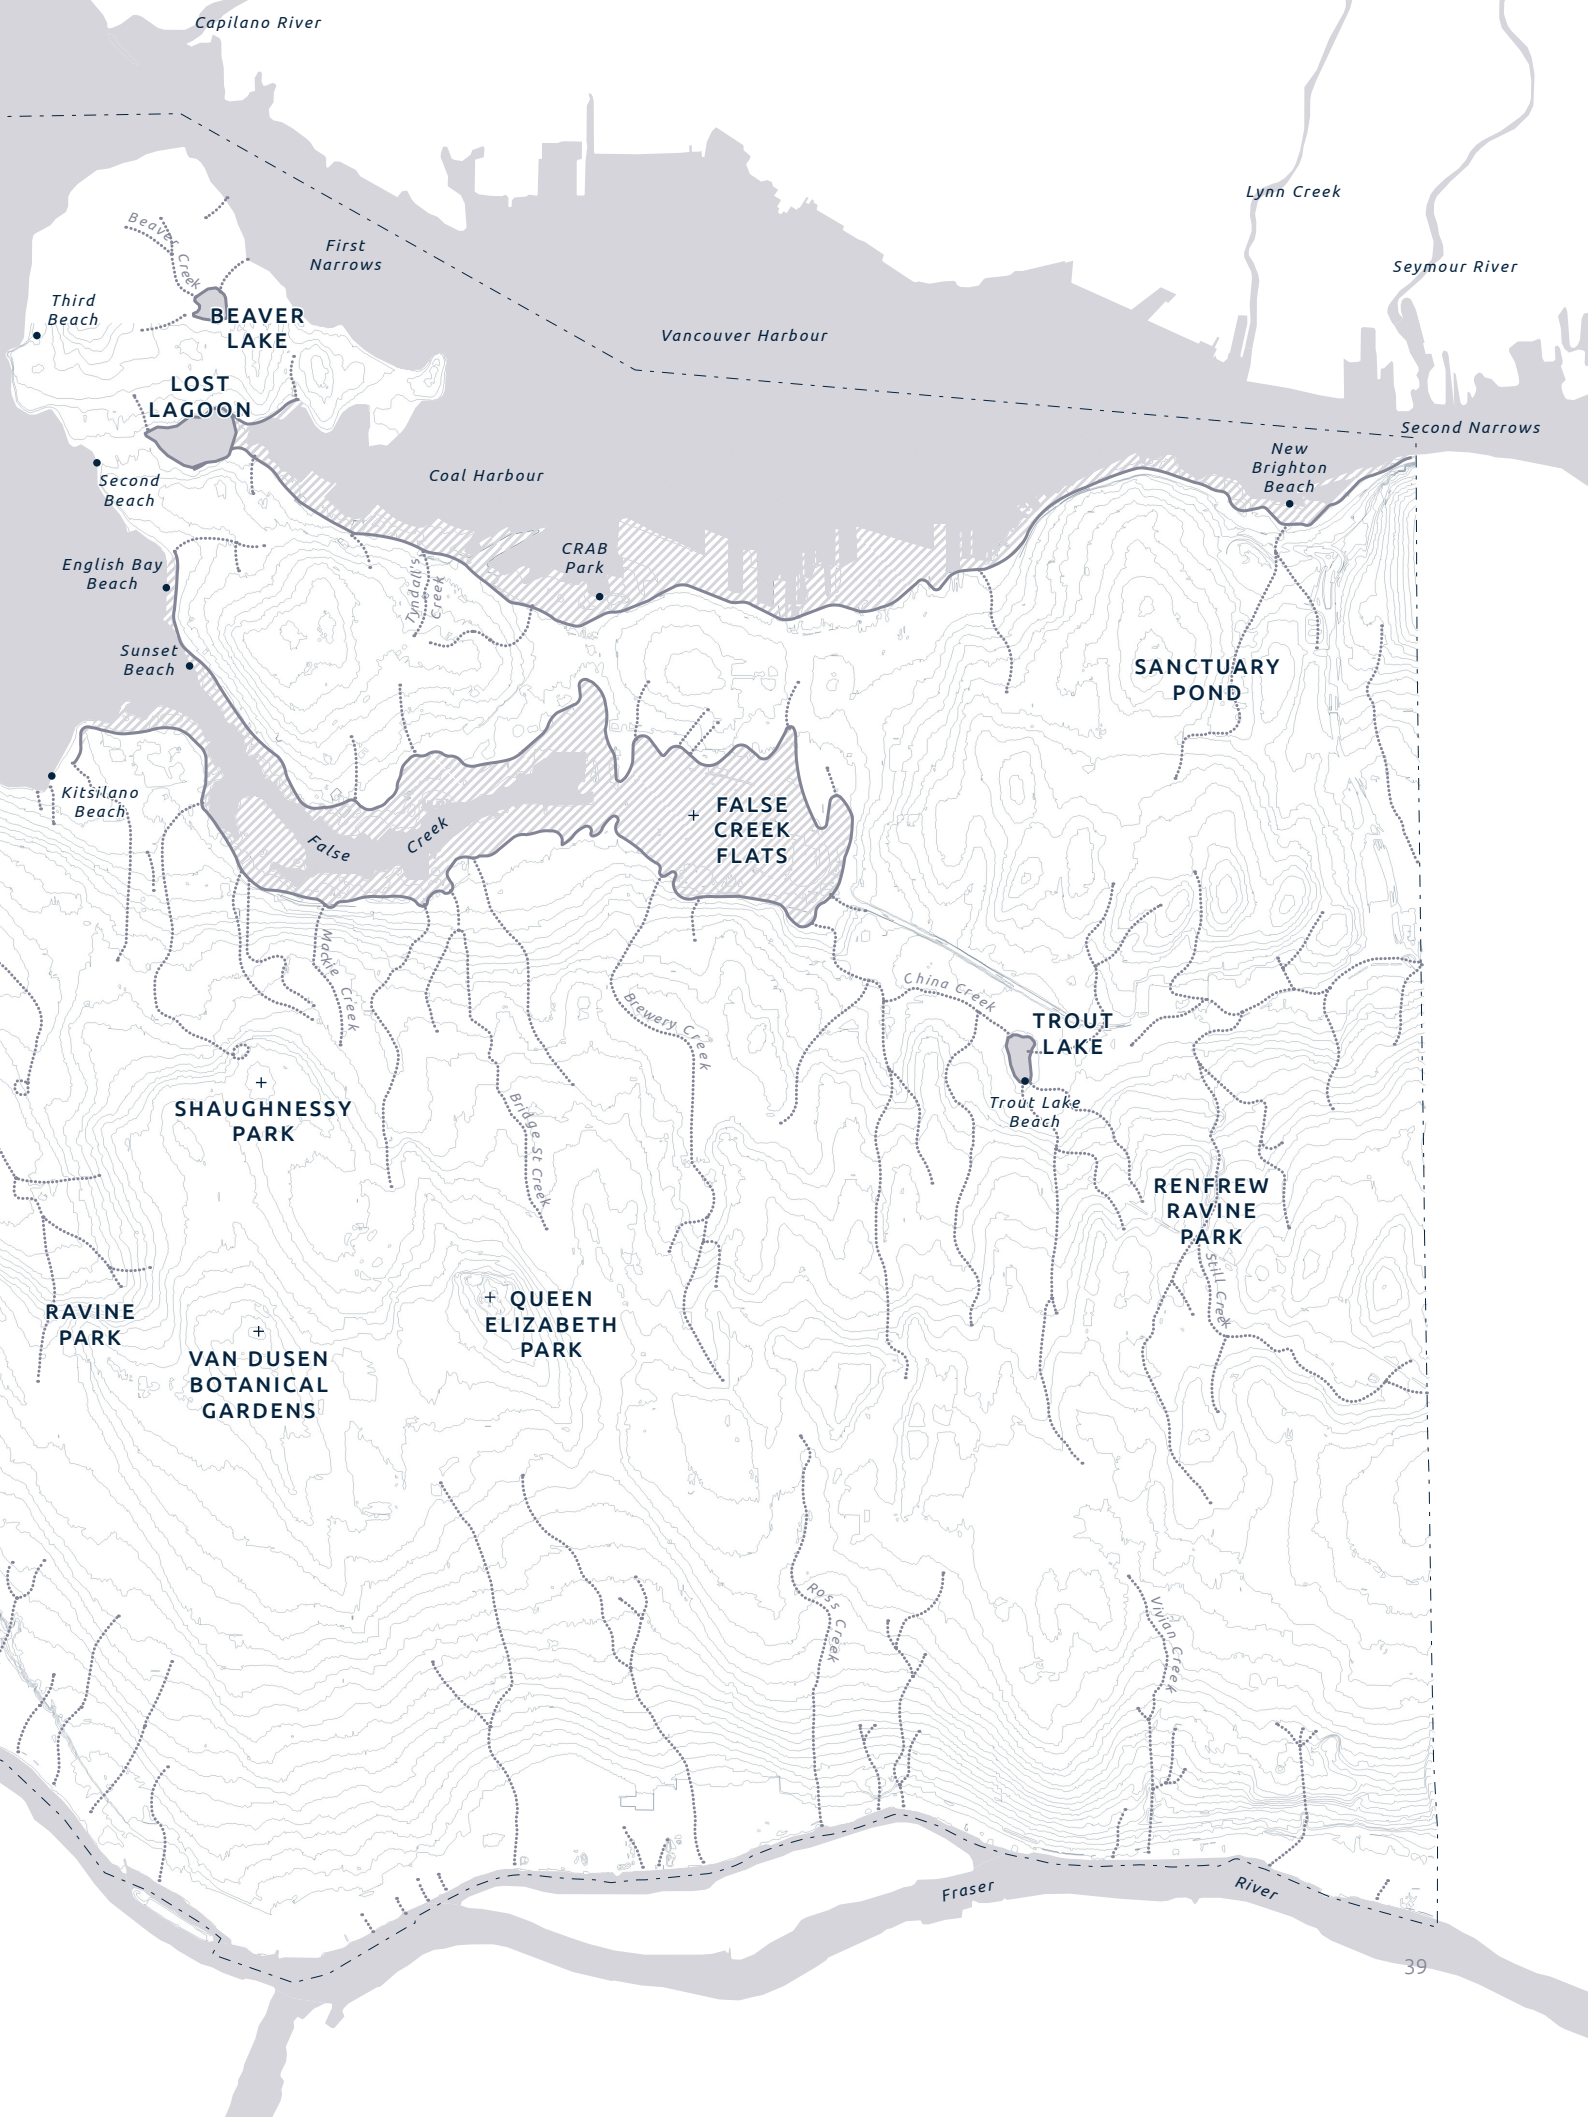 Capilano River
Lynn Creek
Beaver
Creek
First
Narrows
Seymour River
Third
Beach
BEAVER
LAKE
Vancouver Harbour
LOST
LAGOON
Second Narrows
New
Brighton
Beach
Coal Harbour
Second
Beach
CRAB
Park
English Bay
Beach
Tyndall's
Creek
Sunset
Beach
SANCTUARY
POND
Kitsilano
Beach
FALSE
CREEK
FLATS
False
Creek
Mackie Creek
China Creek
Brewery Creek
TROUT
LAKE
SHAUGHNESSY
PARK
Trout Lake
Beach
Bridge St Creek
RENFREW
RAVINE
PARK
Still Creek
RAVINE
PARK
QUEEN
ELIZABETH
PARK
VAN DUSEN
BOTANICAL
GARDENS
Ross Creek
Vivian Creek
Fraser
River
39